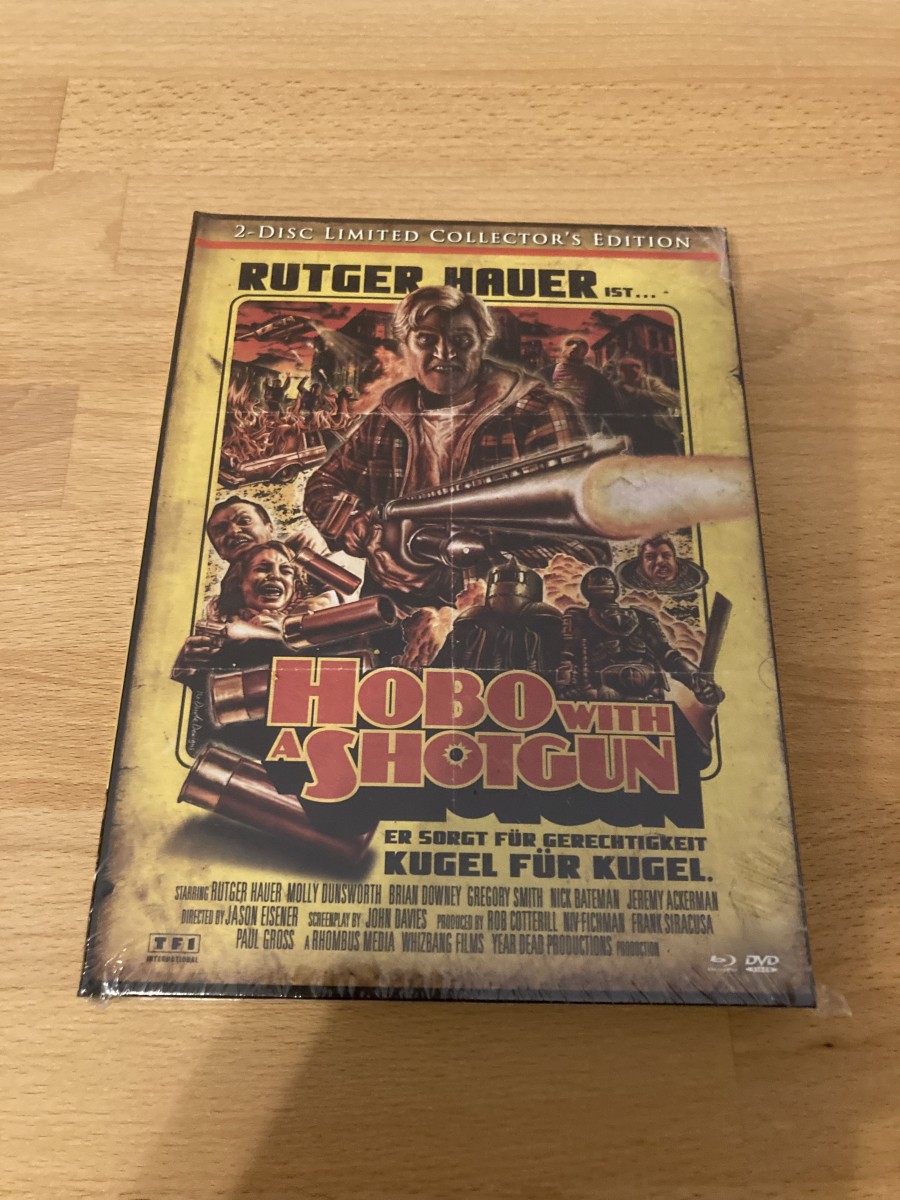 2-Disc Limited Collector's Edition
RUTGER HAUER IST...
HOBO WITH
A SHOTGUN
ER SORGT FÜR GERECHTIGKEIT
KUGEL FÜR KUGEL.
STARRING RUTGER HAUER MOLLY DUNSWORTH BRIAN DOWNEY GREGORY SMITH NICK BATEMAN JEREMY ACKERMAN
DIRECTED BY JASON EISENER SCREENPLAY BY JOHN DAVIES PRODUCED BY ROB COTTERILL NIV FICHMAN FRANK SIRACUSA
PAUL GROSS A RHOMBUS MEDIA WHIZBANG FILMS YEAR DEAD PRODUCTIONS PRODUCTION
TF1
INTERNATIONAL
DVD
VIDEO